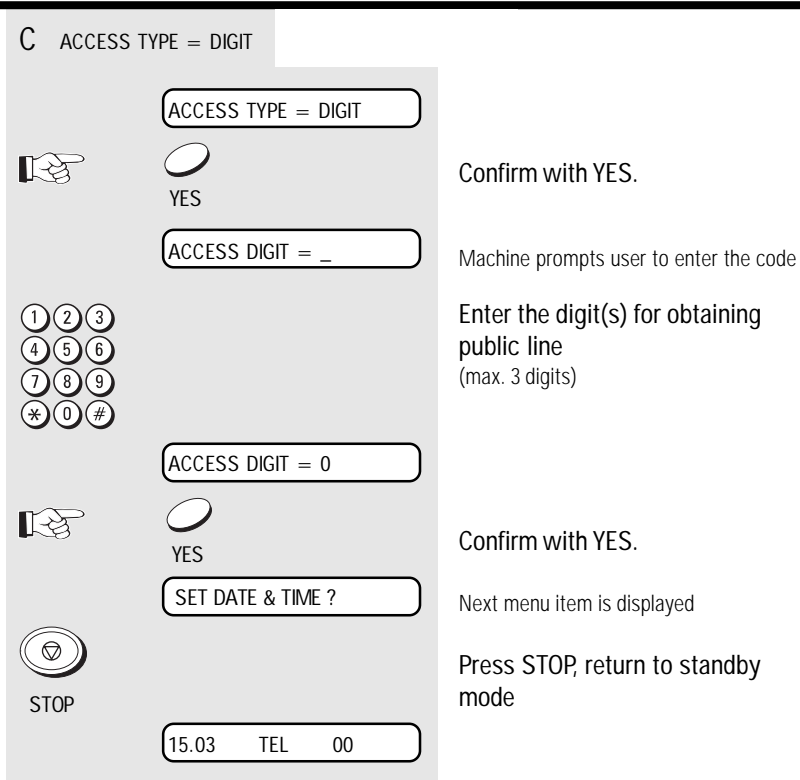 C ACCESS TYPE = DIGIT
ACCESS TYPE = DIGIT
YES
Confirm with YES.
ACCESS DIGIT = _
Machine prompts user to enter the code
1 2 3
4 5 6
7 8 9
* 0 #
Enter the digit(s) for obtaining
public line
(max. 3 digits)
ACCESS DIGIT = 0
YES
Confirm with YES.
SET DATE & TIME ?
Next menu item is displayed
STOP
Press STOP, return to standby
mode
15.03 TEL 00